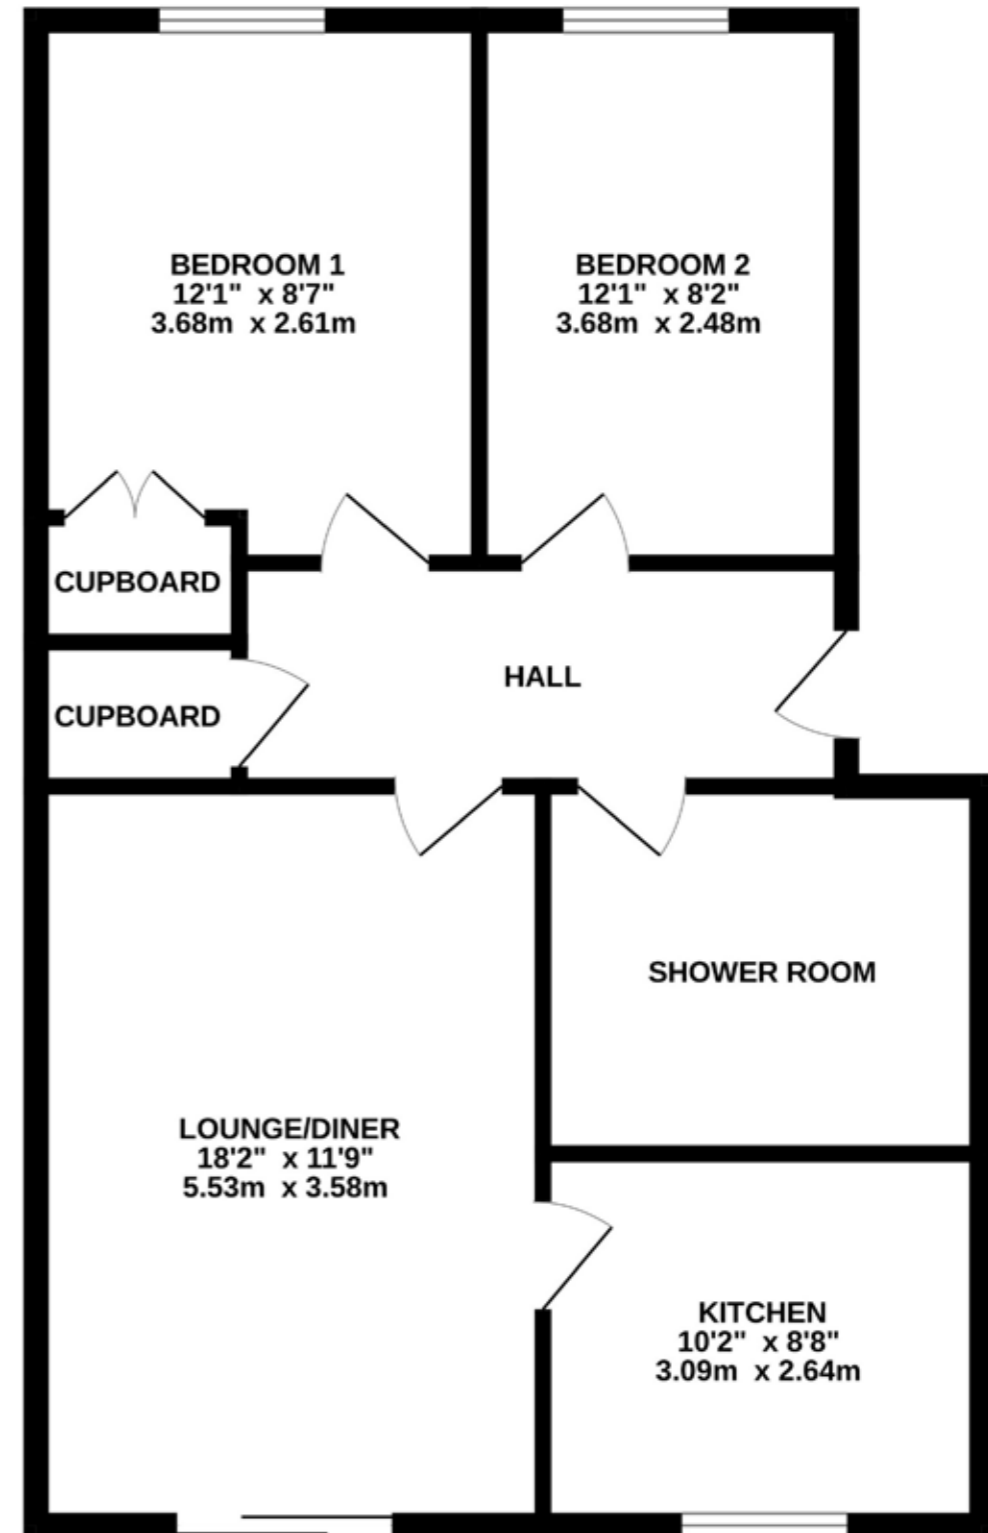 BEDROOM 1
12'1" x 8'7"
3.68m x 2.61m
BEDROOM 2
12'1" x 8'2"
3.68m x 2.48m
CUPBOARD
HALL
CUPBOARD
SHOWER ROOM
LOUNGE/DINER
18'2" x 11'9"
5.53m x 3.58m
KITCHEN
10'2" x 8'8"
3.09m x 2.64m